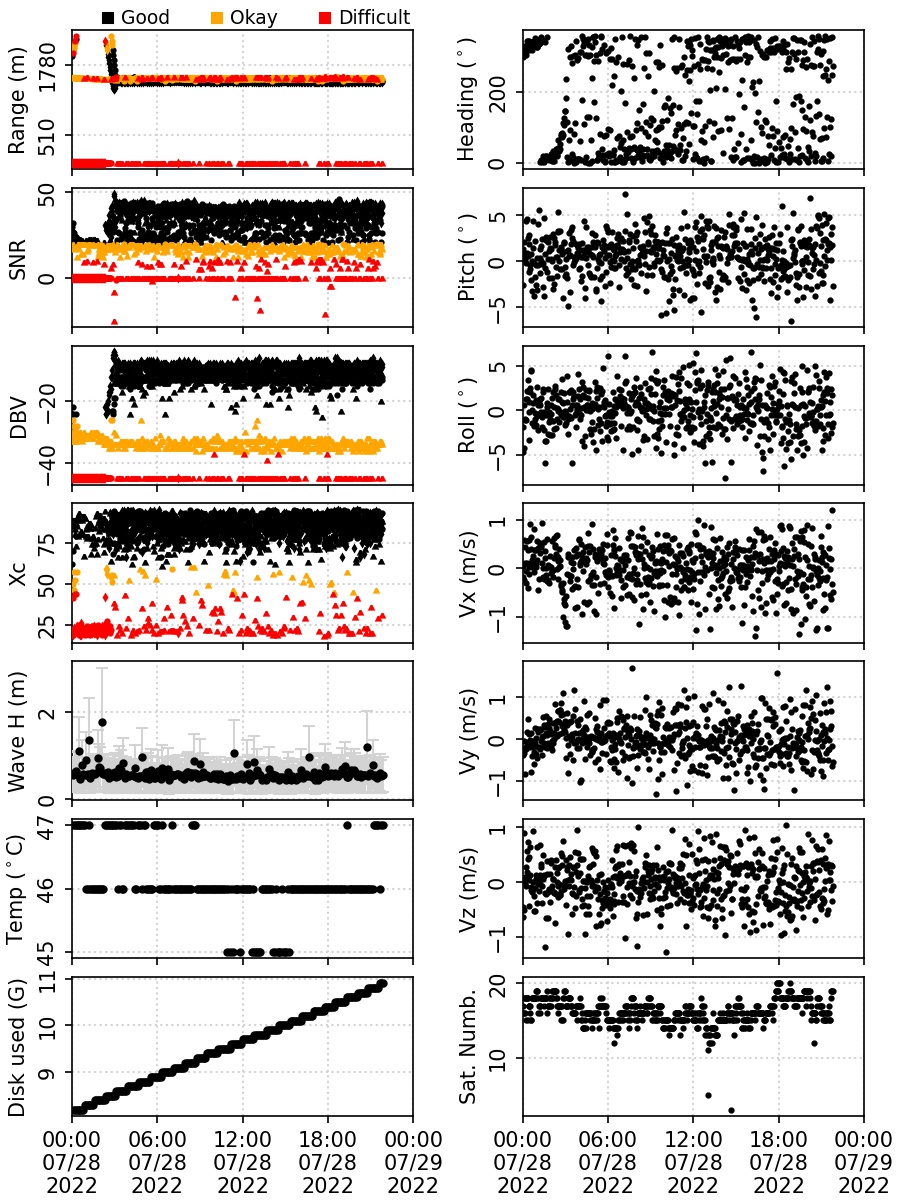 Good Okay Difficult
Range (m)
1780
510
Heading (°)
200
0
SNR
50
0
Pitch (°)
5
0
−5
DBV
−20
−40
Roll (°)
5
0
−5
Xc
75
50
25
Vx (m/s)
1
0
−1
Wave H (m)
2
0
Vy (m/s)
1
0
−1
Temp (°C)
47
46
45
Vz (m/s)
1
0
−1
Disk used (G)
11
10
9
Sat. Numb.
20
10
00:00 06:00 12:00 18:00 00:00
07/28 07/28 07/28 07/28 07/29
2022 2022 2022 2022 2022
00:00 06:00 12:00 18:00 00:00
07/28 07/28 07/28 07/28 07/29
2022 2022 2022 2022 2022